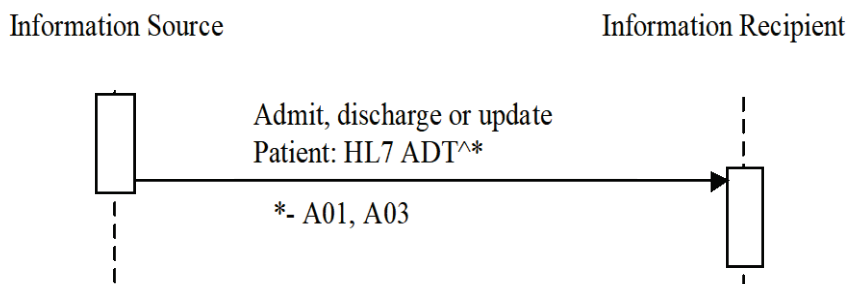 Information Source
Information Recipient
Admit, discharge or update
Patient: HL7 ADT^*
*- A01, A03